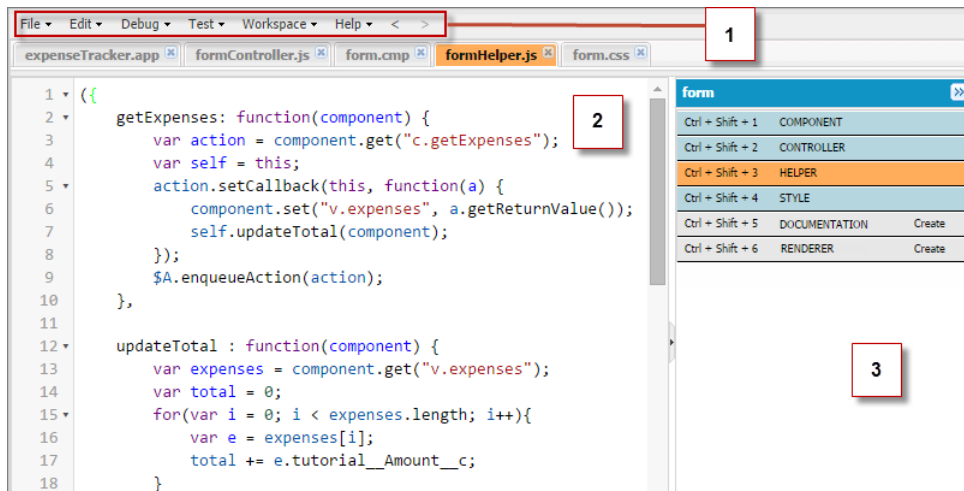 File ▾ Edit ▾ Debug ▾ Test ▾ Workspace ▾ Help ▾ < >
1
expenseTracker.app formController.js form.cmp formHelper.js form.css
1 ({
2 getExpenses: function(component) {
3 var action = component.get("c.getExpenses");
4 var self = this;
5 action.setCallback(this, function(a) {
6 component.set("v.expenses", a.getReturnValue());
7 self.updateTotal(component);
8 });
9 $A.enqueueAction(action);
10 },
11
12 updateTotal : function(component) {
13 var expenses = component.get("v.expenses");
14 var total = 0;
15 for(var i = 0; i < expenses.length; i++){
16 var e = expenses[i];
17 total += e.tutorial__Amount__c;
18 }
2
form
Ctrl + Shift + 1 COMPONENT
Ctrl + Shift + 2 CONTROLLER
Ctrl + Shift + 3 HELPER
Ctrl + Shift + 4 STYLE
Ctrl + Shift + 5 DOCUMENTATION Create
Ctrl + Shift + 6 RENDERER Create
3